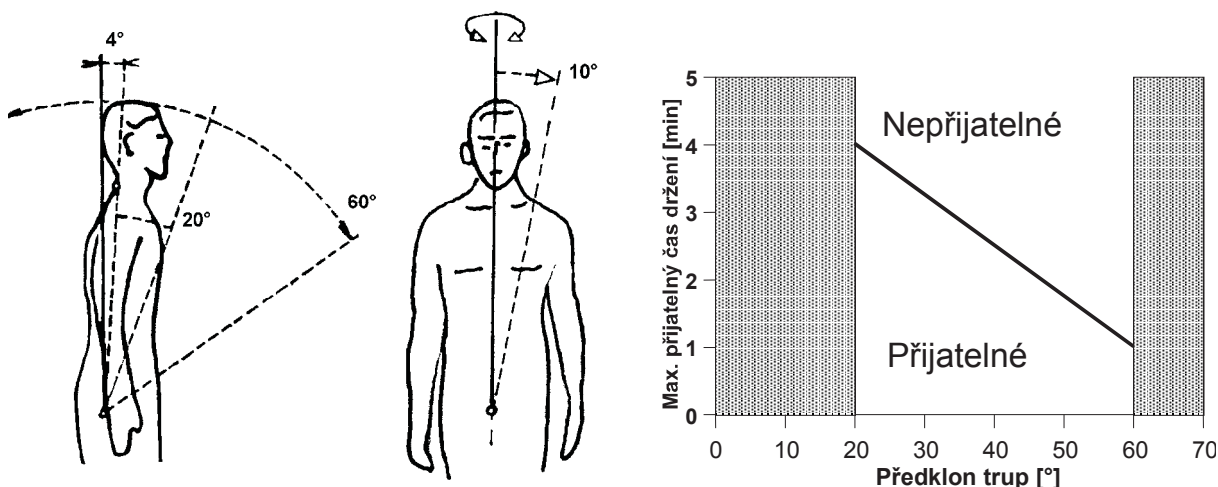 4°
20°
60°
10°
Max. přijatelný čas držení [min]
5
4
3
2
1
0
Nepřijatelné
Přijatelné
0 10 20 30 40 50 60 70
Předklon trup [°]